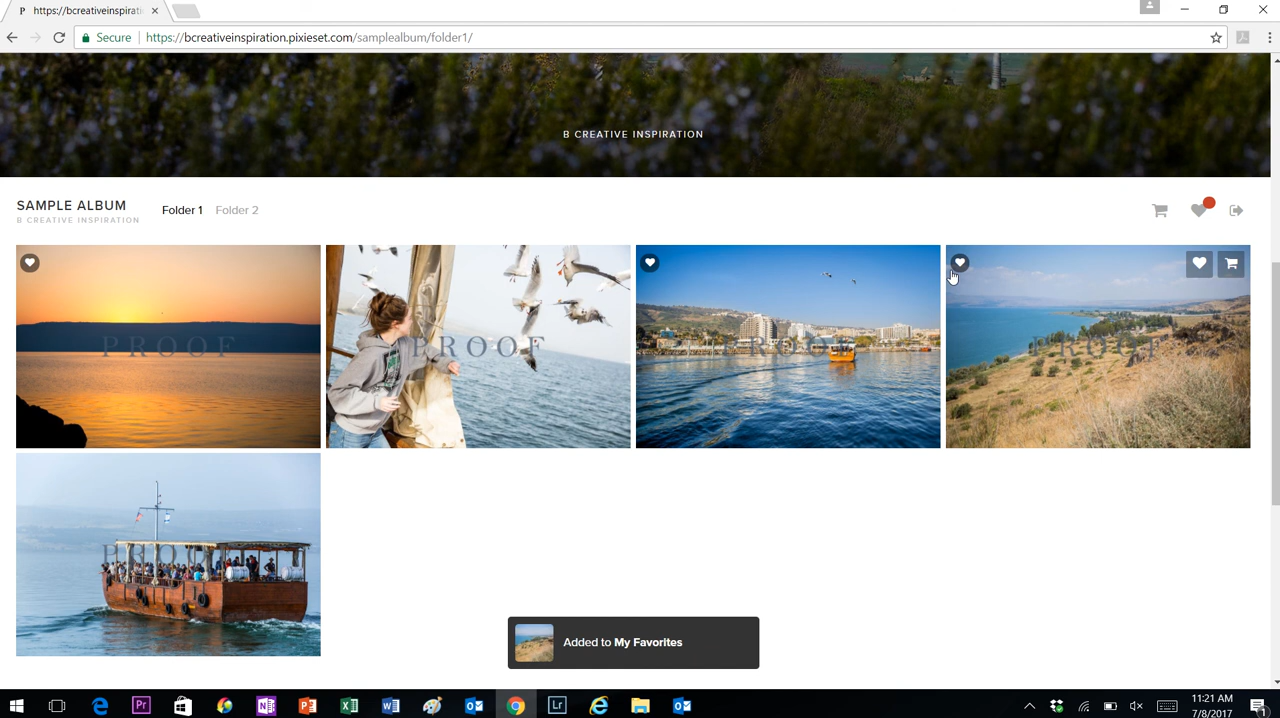 P https://bcreativeinspirati
Secure https://bcreativeinspiration.pixieset.com/samplealbum/folder1/
B CREATIVE INSPIRATION
SAMPLE ALBUM
B CREATIVE INSPIRATION
Folder 1 Folder 2
PROOF
PROOF
PROOF
PROOF
PROOF
Added to My Favorites
11:21 AM
7/8/2017